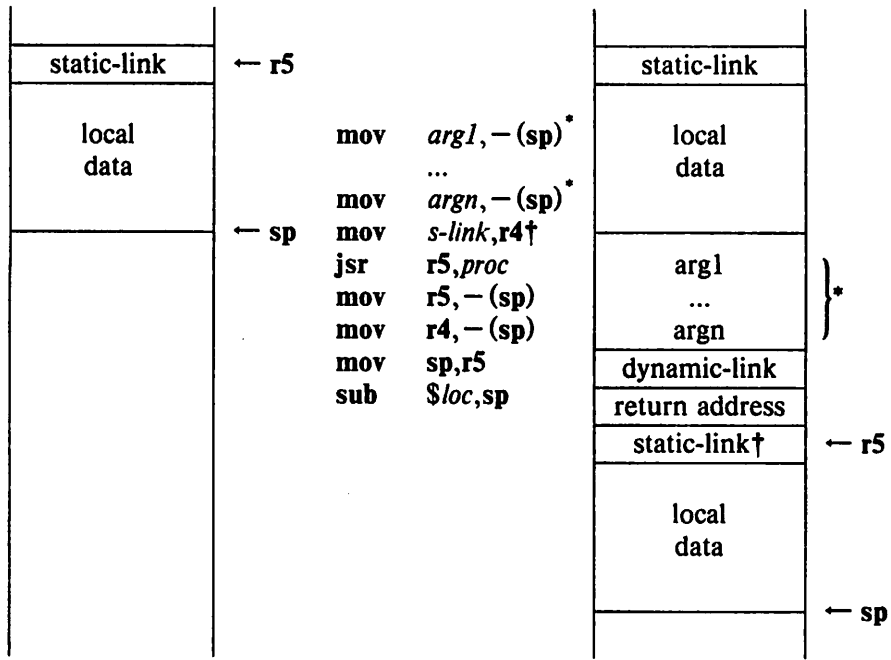 static-link ← r5
local
data
← sp
mov arg1,−(sp)*
...
mov argn,−(sp)*
mov s-link,r4†
jsr r5,proc
mov r5,−(sp)
mov r4,−(sp)
mov sp,r5
sub $loc,sp
static-link
local
data
arg1
...
argn
*
dynamic-link
return address
static-link† ← r5
local
data
← sp